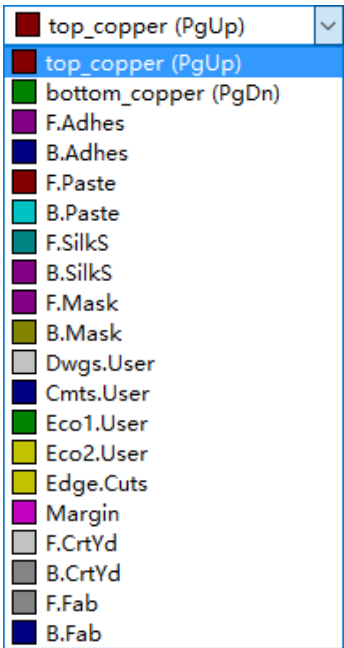 top_copper (PgUp)
top_copper (PgUp)
bottom_copper (PgDn)
F.Adhes
B.Adhes
F.Paste
B.Paste
F.SilkS
B.SilkS
F.Mask
B.Mask
Dwgs.User
Cmts.User
Eco1.User
Eco2.User
Edge.Cuts
Margin
F.CrtYd
B.CrtYd
F.Fab
B.Fab